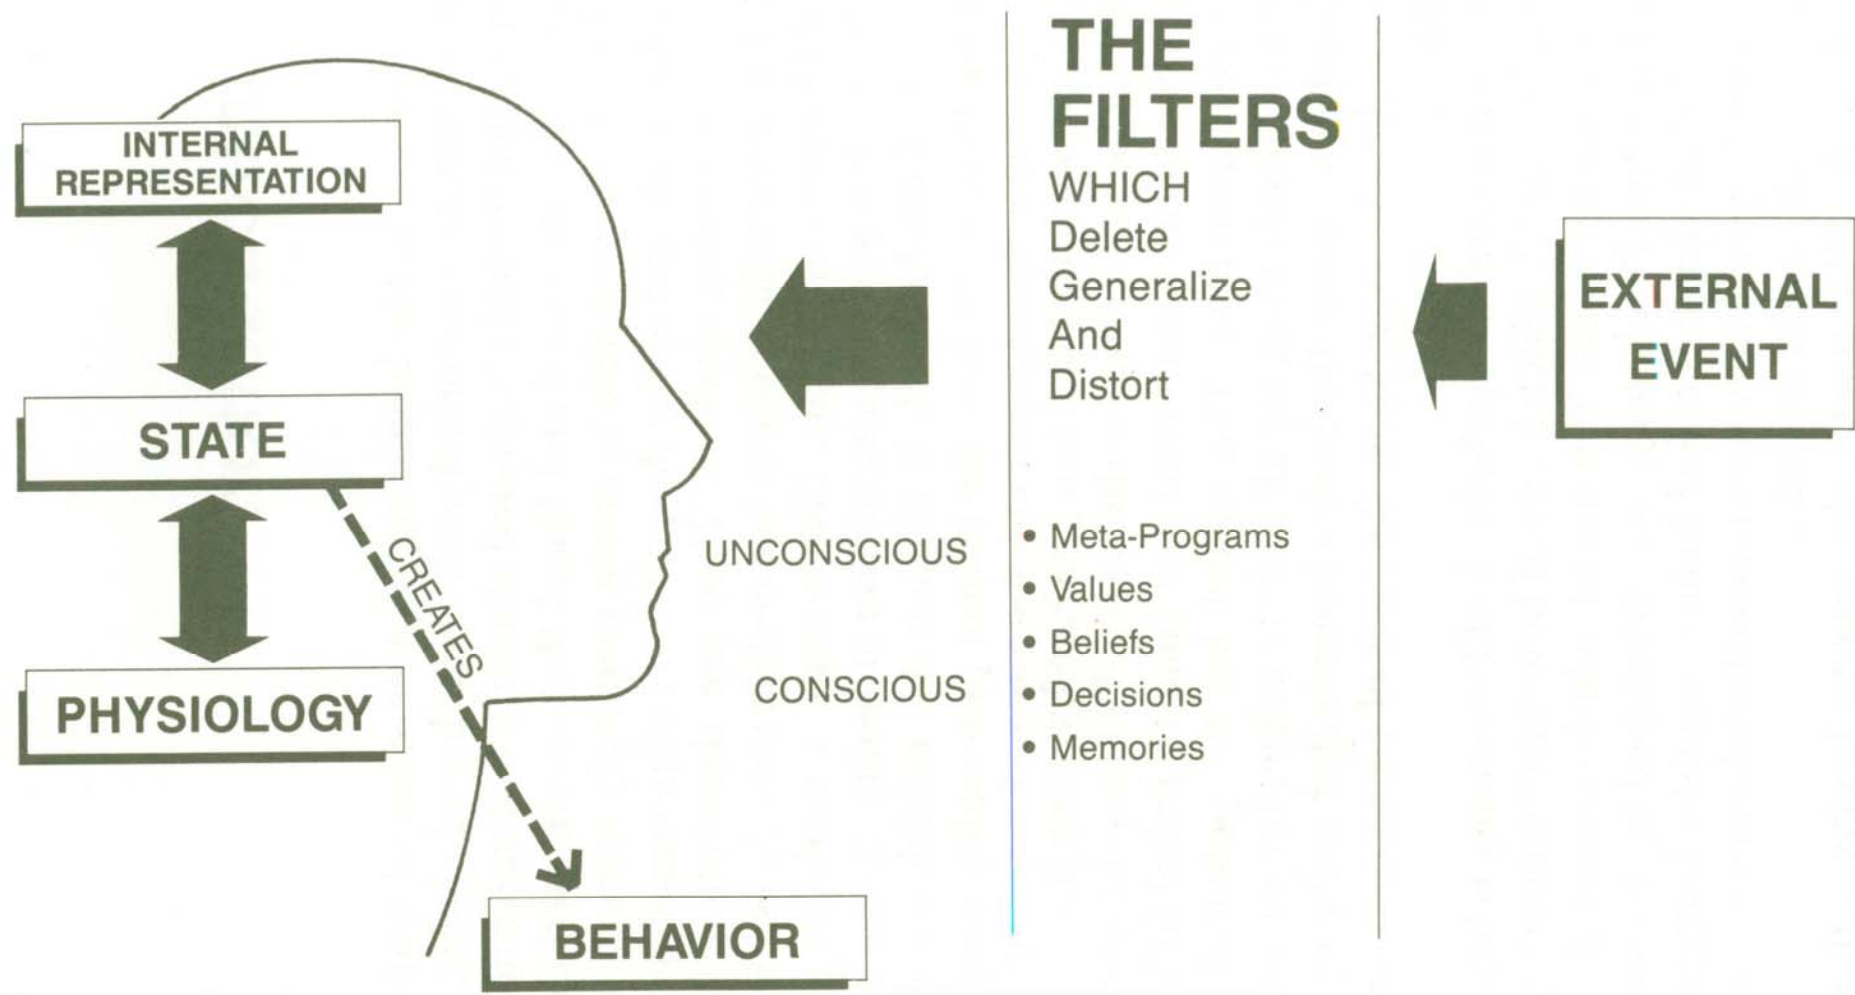 THE
FILTERS
WHICH
Delete
Generalize
And
Distort
INTERNAL
REPRESENTATION
STATE
PHYSIOLOGY
CREATES
BEHAVIOR
UNCONSCIOUS
CONSCIOUS
• Meta-Programs
• Values
• Beliefs
• Decisions
• Memories
EXTERNAL
EVENT